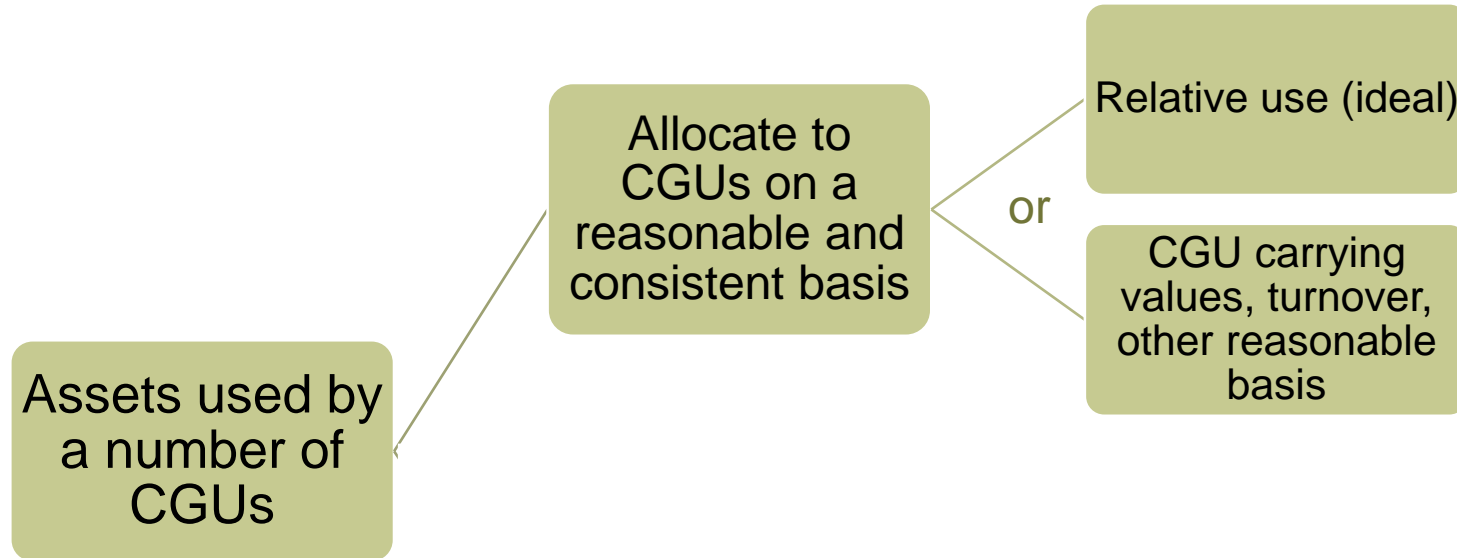 Assets used by
a number of
CGUs
Allocate to
CGUs on a
reasonable and
consistent basis
Relative use (ideal)
or
CGU carrying
values, turnover,
other reasonable
basis